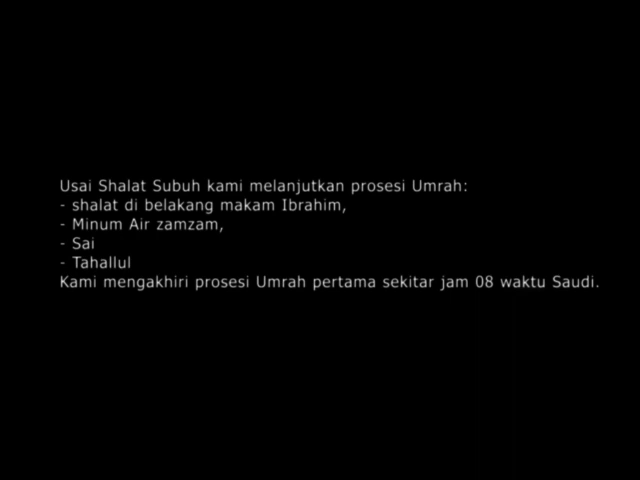 Usai Shalat Subuh kami melanjutkan prosesi Umrah:
- shalat di belakang makam Ibrahim,
- Minum Air zamzam,
- Sai
- Tahallul
Kami mengakhiri prosesi Umrah pertama sekitar jam 08 waktu Saudi.